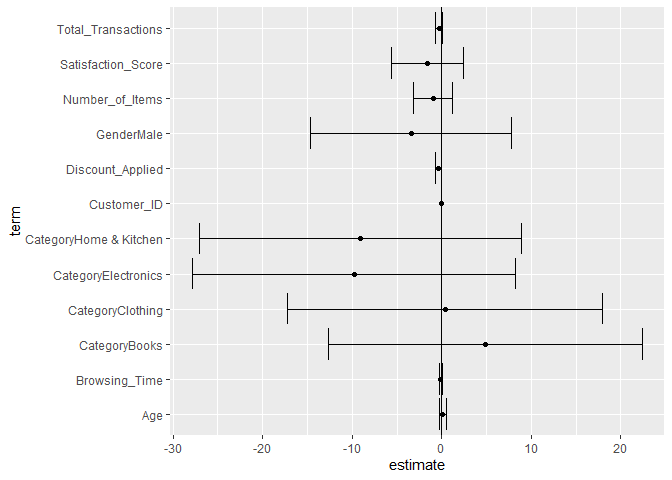 Total_Transactions
Satisfaction_Score
Number_of_Items
GenderMale
Discount_Applied
Customer_ID
CategoryHome & Kitchen
CategoryElectronics
CategoryClothing
CategoryBooks
Browsing_Time
Age
term
-30 -20 -10 0 10 20
estimate